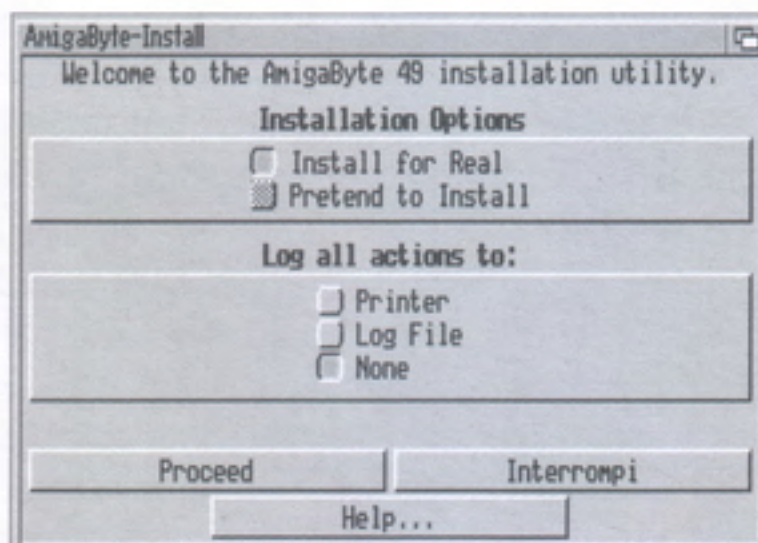 AmigaByte-Install
Welcome to the AmigaByte 49 installation utility.
Installation Options
Install for Real
Pretend to Install
Log all actions to:
Printer
Log File
None
Proceed
Interrompi
Help...